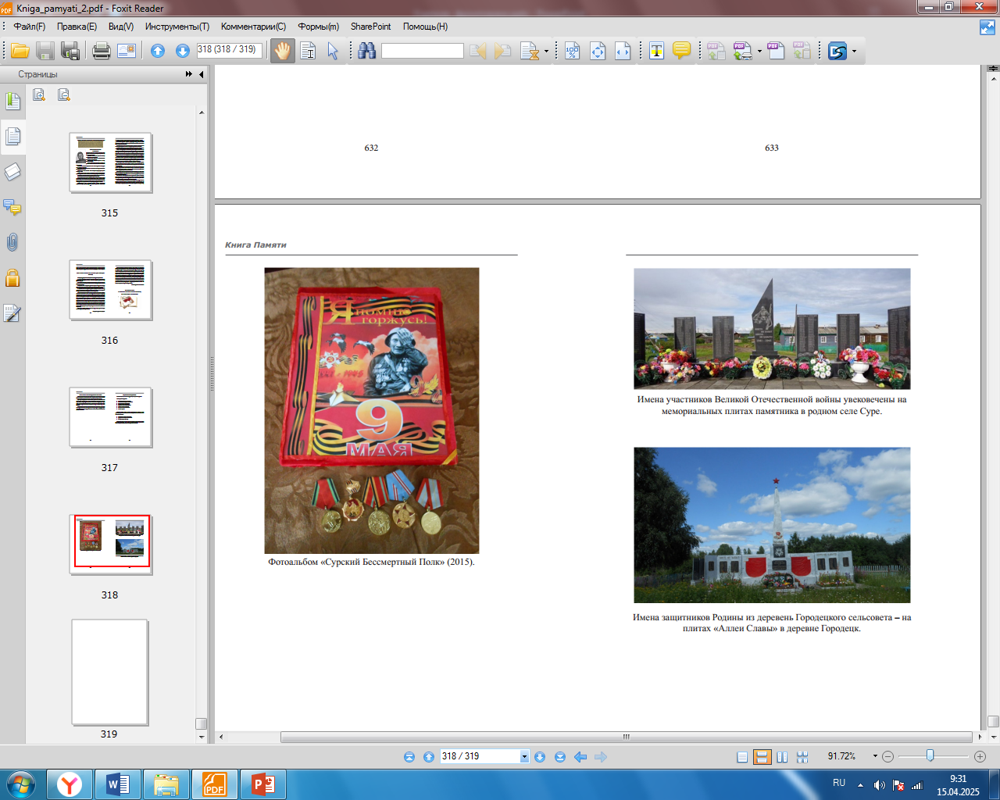 Kniga_pamyati_2.pdf - Foxit Reader
Файл(F) Правка(E) Вид(V) Инструменты(T) Комментарии(C) Формы(m) SharePoint Помощь(H)
318 (318 / 319)
Страницы
315
316
317
318
319
632
633
Книга Памяти
Я помню
горжусь!
9
МАЯ
Фотоальбом «Сурский Бессмертный Полк» (2015).
Имена участников Великой Отечественной войны увековечены на
мемориальных плитах памятника в родном селе Суре.
Имена защитников Родины из деревень Городецкого сельсовета – на
плитах «Аллеи Славы» в деревне Городецк.
318 / 319
91.72%
RU
9:31
15.04.2025